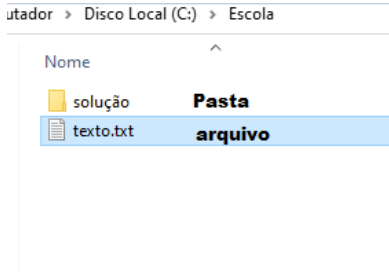 utador > Disco Local (C:) > Escola
Nome
solução Pasta
texto.txt arquivo